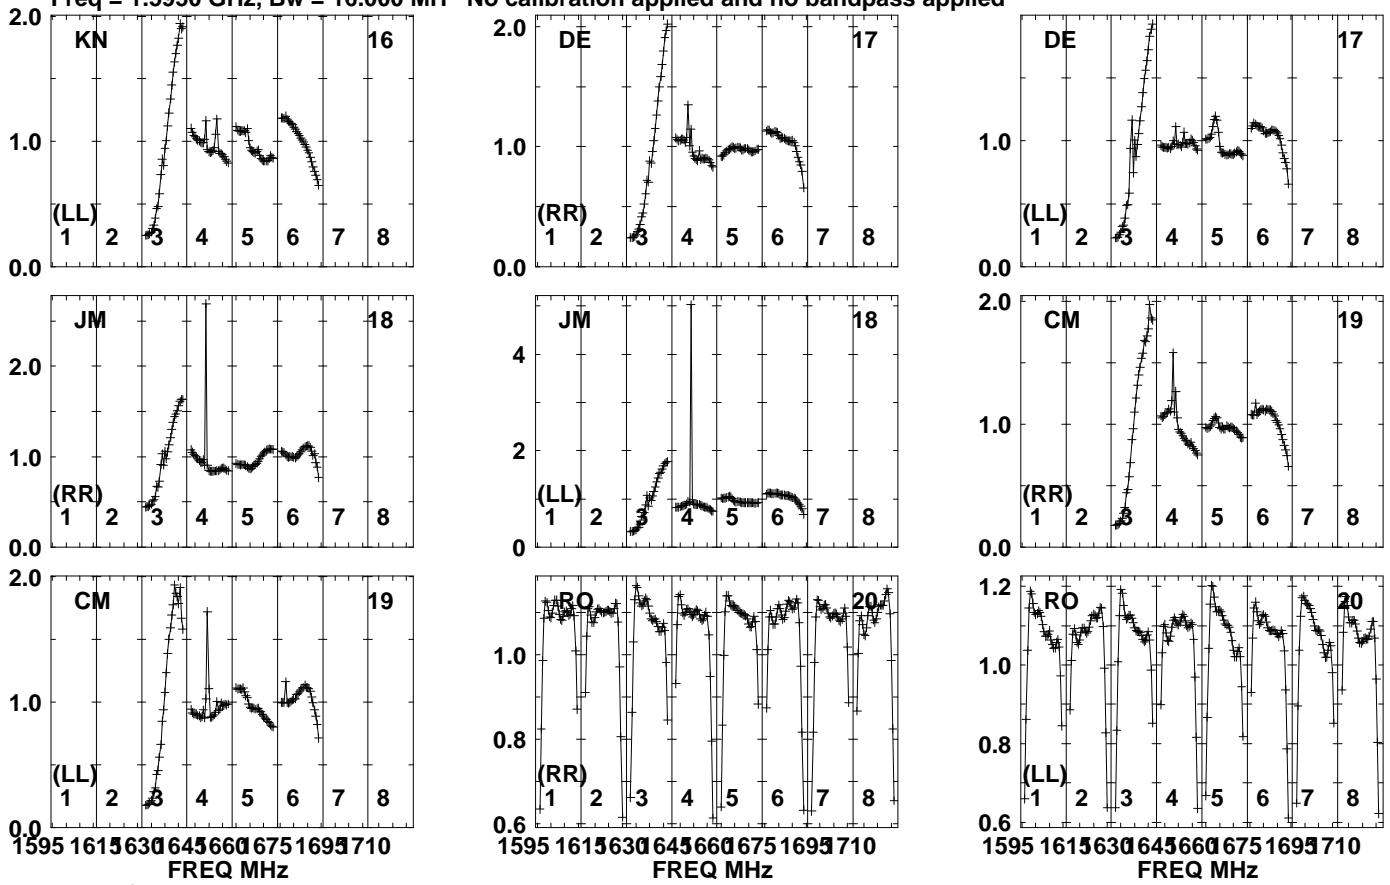 Freq = 1.5950 GHz, Bw = 16.000 MH No calibration applied and no bandpass applied
2.0 KN 16 2.0 DE 17 DE 17
1.0 1.0 1.0
(LL) (RR) (LL)
1 2 3 4 5 6 7 8 1 2 3 4 5 6 7 8 1 2 3 4 5 6 7 8
0.0 0.0 0.0
JM 18 JM 18 2.0 CM 19
2.0 4
1.0 2 1.0
(RR) (LL) (RR)
1 2 3 4 5 6 7 8 1 2 3 4 5 6 7 8 1 2 3 4 5 6 7 8
0.0 0 0.0
2.0 CM 19 RO 20 1.2 RO 20
1.0 1.0 1.0
0.8 0.8
(LL) (RR) (LL)
1 2 3 4 5 6 7 8 1 2 3 4 5 6 7 8 1 2 3 4 5 6 7 8
0.0 0.6 0.6
1595 1615 1630 1645 1660 1675 1695 1710 1595 1615 1630 1645 1660 1675 1695 1710 1595 1615 1630 1645 1660 1675 1695 1710
FREQ MHz FREQ MHz FREQ MHz